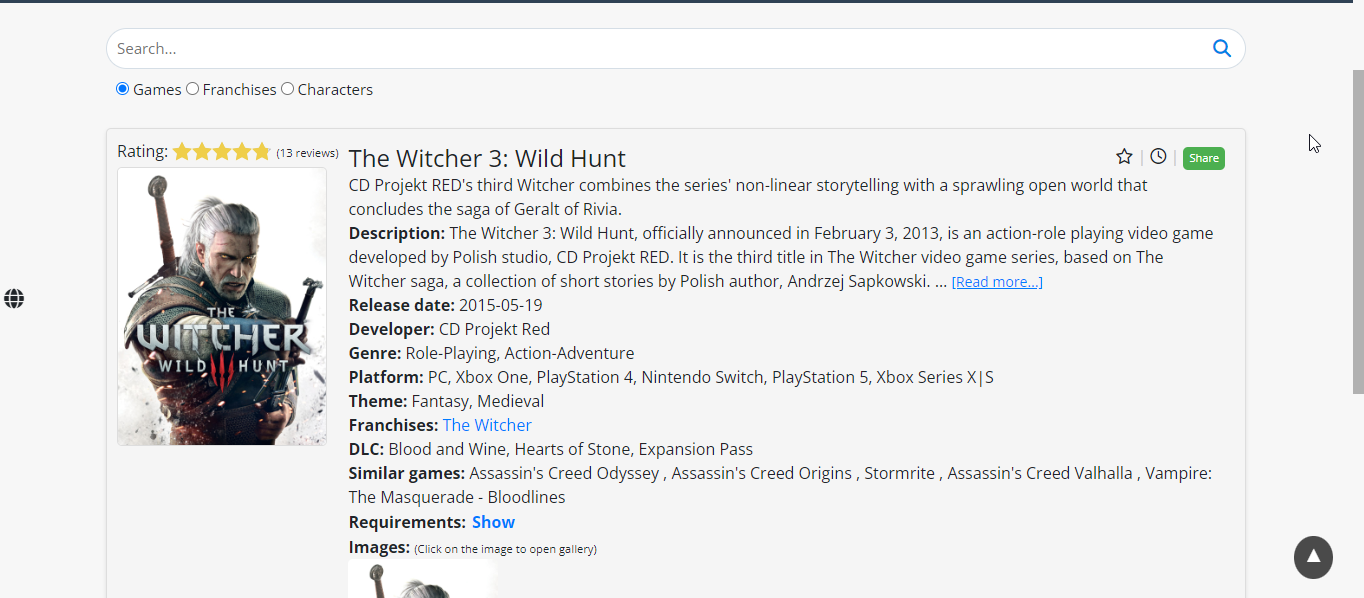 Search...
Games Franchises Characters
Rating: (13 reviews)
The Witcher 3: Wild Hunt
Share
CD Projekt RED's third Witcher combines the series' non-linear storytelling with a sprawling open world that
concludes the saga of Geralt of Rivia.
Description: The Witcher 3: Wild Hunt, officially announced in February 3, 2013, is an action-role playing video game
developed by Polish studio, CD Projekt RED. It is the third title in The Witcher video game series, based on The
Witcher saga, a collection of short stories by Polish author, Andrzej Sapkowski. ... [Read more...]
Release date: 2015-05-19
Developer: CD Projekt Red
Genre: Role-Playing, Action-Adventure
Platform: PC, Xbox One, PlayStation 4, Nintendo Switch, PlayStation 5, Xbox Series X|S
Theme: Fantasy, Medieval
Franchises: The Witcher
DLC: Blood and Wine, Hearts of Stone, Expansion Pass
Similar games: Assassin's Creed Odyssey , Assassin's Creed Origins , Stormrite , Assassin's Creed Valhalla , Vampire:
The Masquerade - Bloodlines
Requirements: Show
Images: (Click on the image to open gallery)
THE
WITCHER
WILD III HUNT